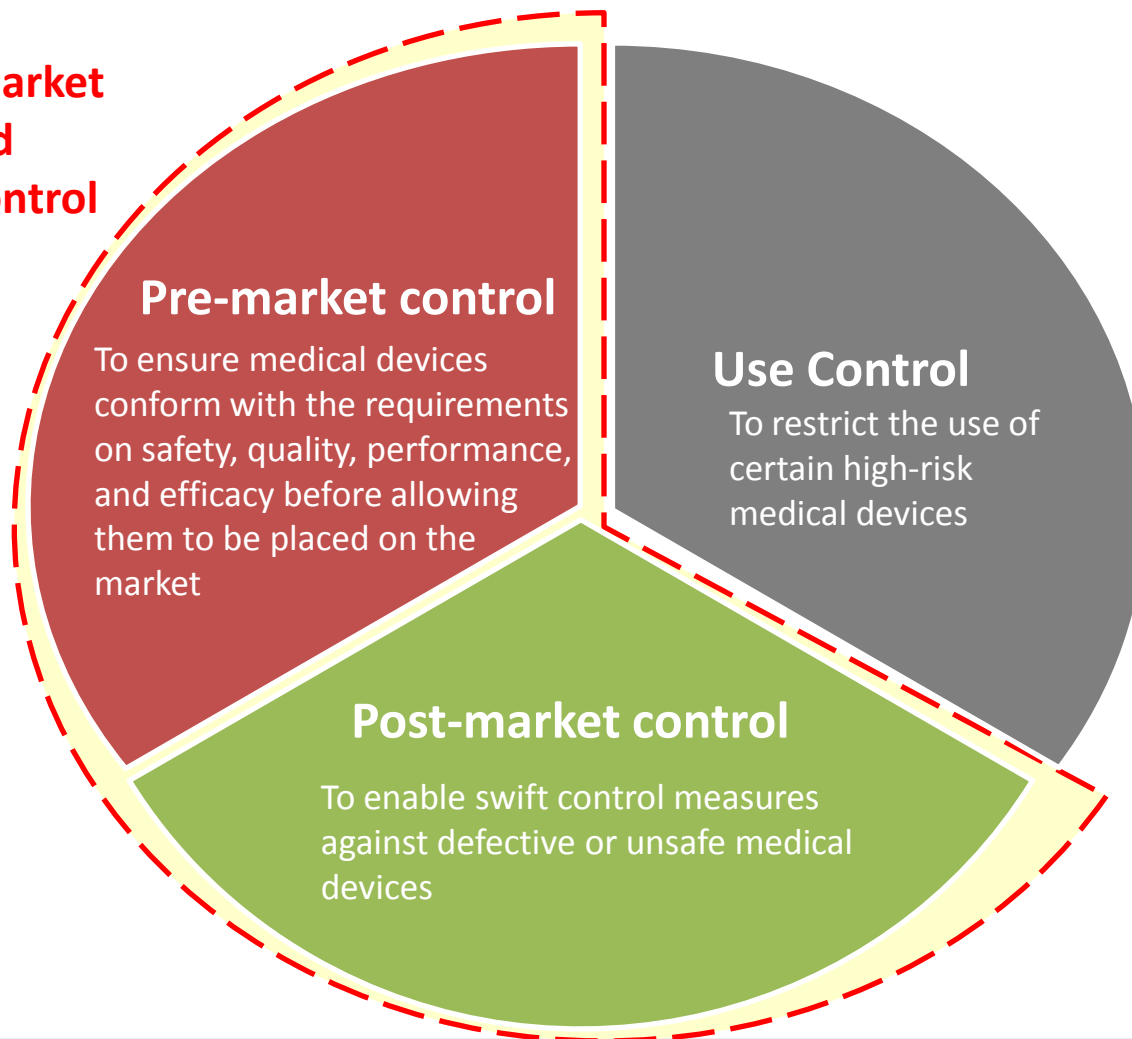 arket
d
ontrol
Pre-market control
To ensure medical devices
conform with the requirements
on safety, quality, performance,
and efficacy before allowing
them to be placed on the
market
Use Control
To restrict the use of
certain high-risk
medical devices
Post-market control
To enable swift control measures
against defective or unsafe medical
devices